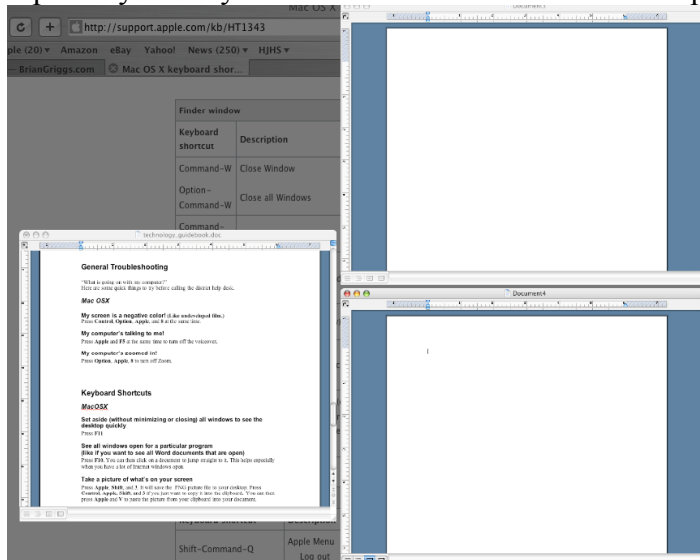 Mac OS X
http://support.apple.com/kb/HT1343
ple (20) ▾ Amazon eBay Yahoo! News (250) ▾ HJHS ▾
BrianGriggs.com Mac OS X keyboard shor...
Finder window
Keyboard shortcut Description
Command-W Close Window
Option-Command-W Close all Windows
Command-
technology_guidebook.doc
General Troubleshooting
"What is going on with my computer?"
Here are some quick things to try before calling the district help desk.
Mac OSX
My screen is a negative color! (Like undeveloped film.)
Press Control, Option, Apple, and 8 at the same time.
My computer's talking to me!
Press Apple and F5 at the same time to turn off the voiceover.
My computer's zoomed in!
Press Option, Apple, 8 to turn off Zoom.
Keyboard Shortcuts
MacOSX
Set aside (without minimizing or closing) all windows to see the
desktop quickly
Press F11
See all windows open for a particular program
(like if you want to see all Word documents that are open)
Press F10. You can then click on a document to jump straight to it. This helps especially
when you have a lot of Internet windows open.
Take a picture of what's on your screen
Press Apple, Shift, and 3. It will save the .PNG picture file to your desktop. Press
Control, Apple, Shift, and 3 if you just want to copy it into the clipboard. You can then
press Apple and V to paste the picture from your clipboard into your document.
Keyboard shortcut Description
Shift-Command-Q Apple Menu
Log out
Document4